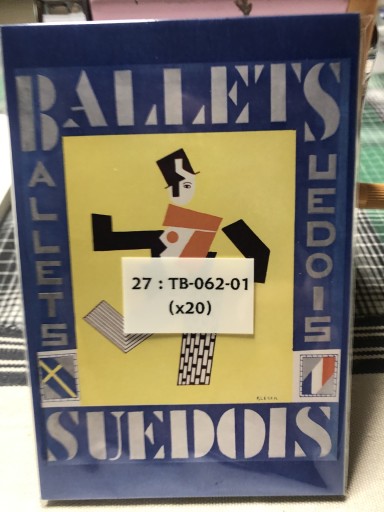 BALLETS
BALLETS
SUEDOIS
27 : TB-062-01
(x20)
SUEDOIS